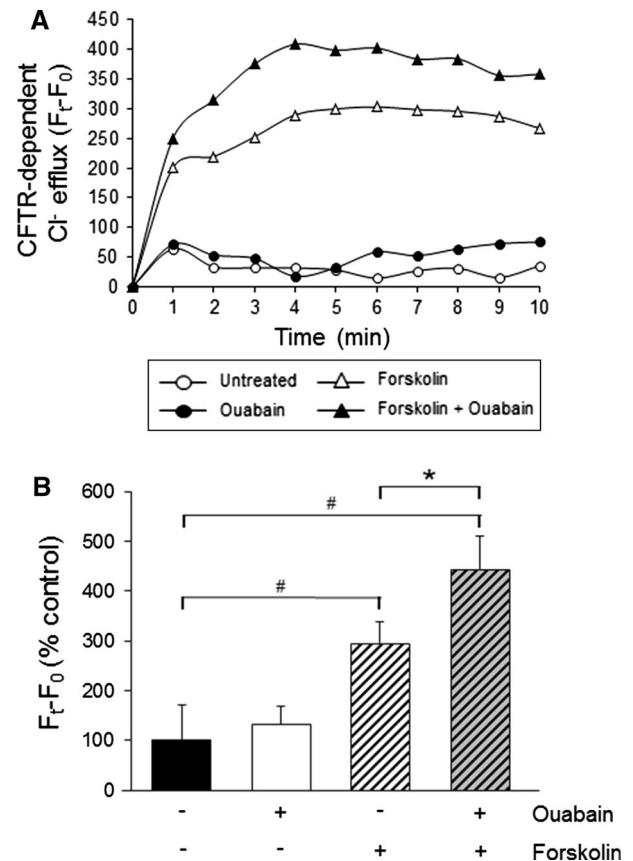 A
CFTR-dependent
Cl- efflux (Ft-F0)
450
400
350
300
250
200
150
100
50
0
0 1 2 3 4 5 6 7 8 9 10
Time (min)
Untreated Forskolin
Ouabain Forskolin + Ouabain
B
Ft-F0 (% control)
600
500
400
300
200
100
0
*
#
#
- + - + Ouabain
- - + + Forskolin